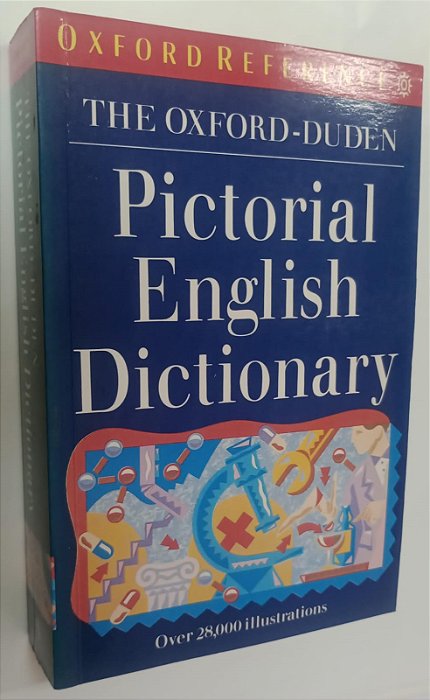 OXFORD REFERENCE
THE OXFORD-DUDEN
Pictorial
English
Dictionary
Over 28,000 illustrations